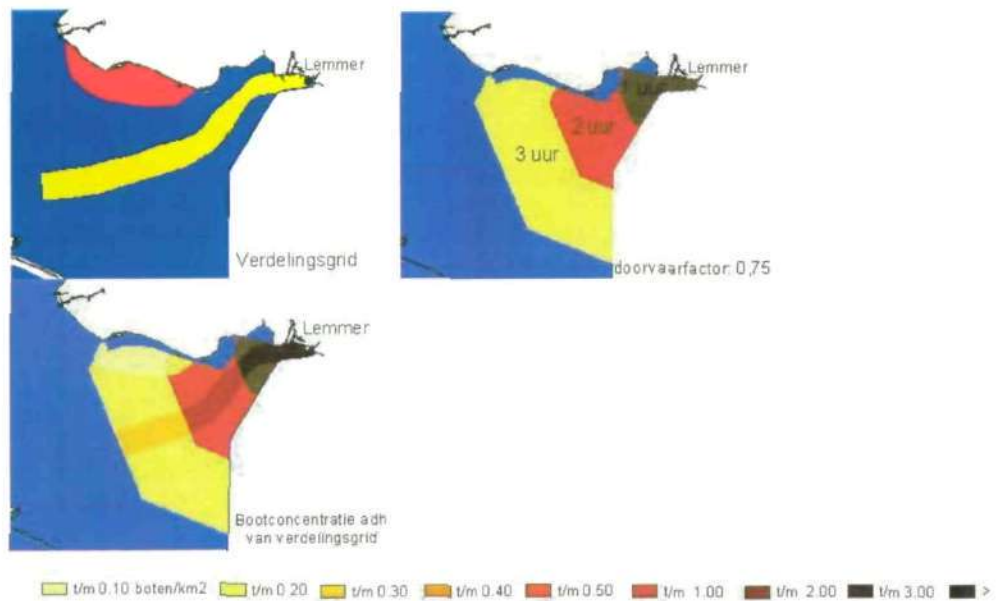 Lemmer
Verdelingsgrid
Lemmer
1 uur
2 uur
3 uur
doorvaarfactor: 0,75
Lemmer
Bootconcentratie adh
van verdelingsgrid
t/m 0.10 boten/km2 t/m 0.20 t/m 0.30 t/m 0.40 t/m 0.50 t/m 1.00 t/m 2.00 t/m 3.00 >